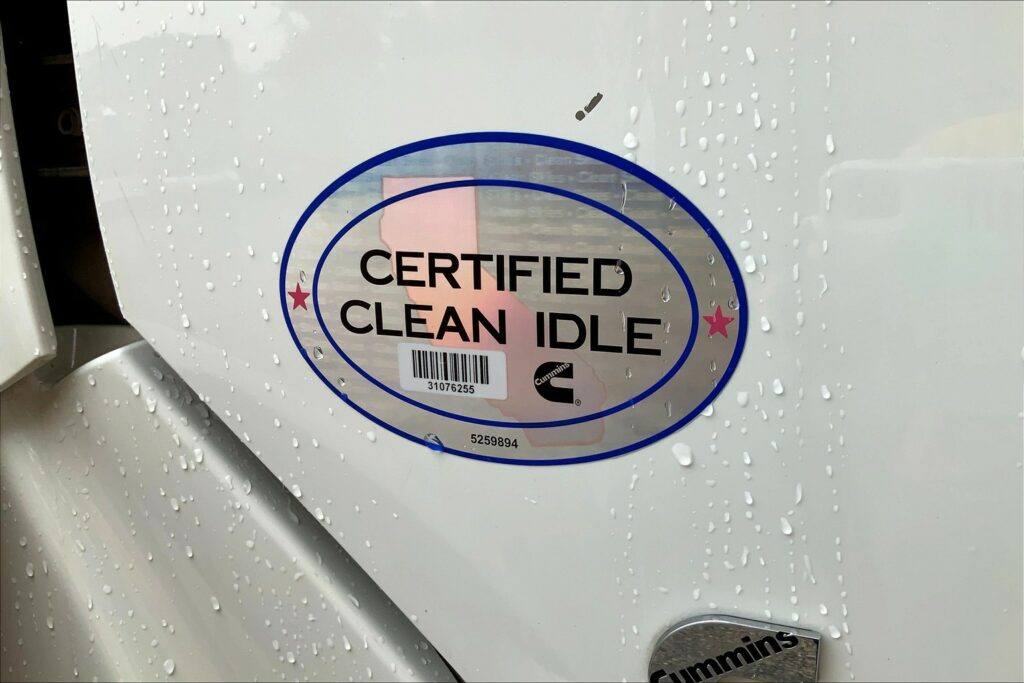 CERTIFIED
CLEAN IDLE
31076255
Cummins
®
5259894
Cummins